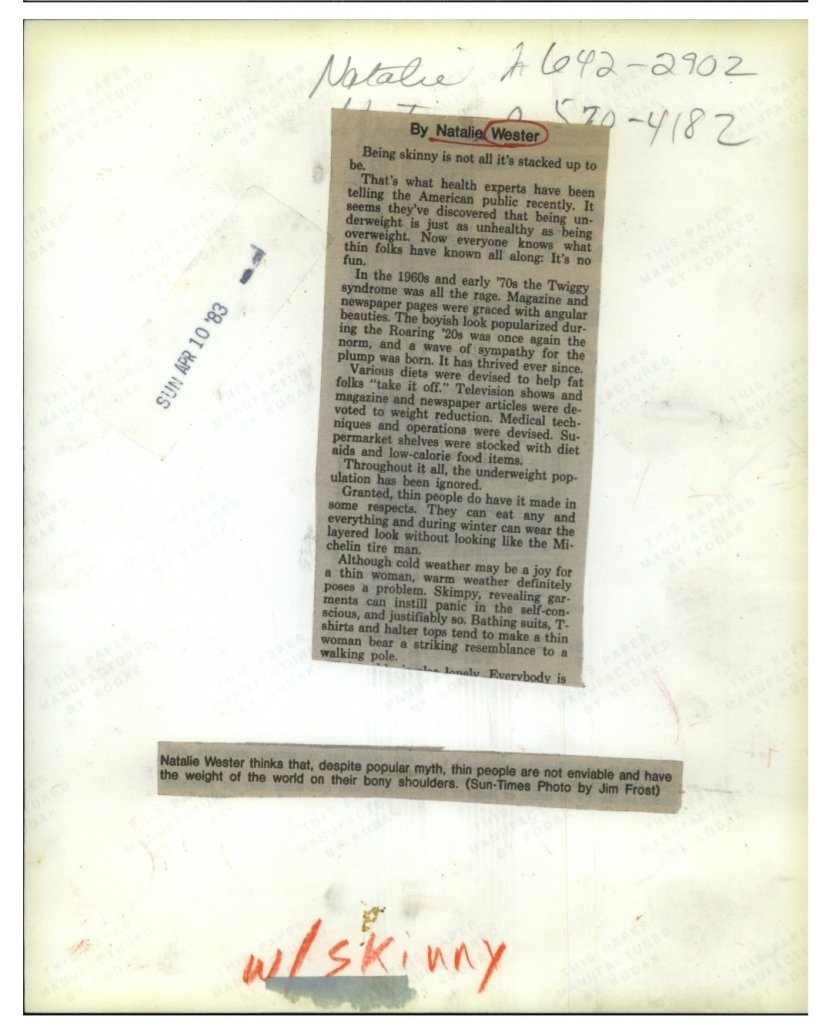 Natalie H 642-2902
O 570-4182
By Natalie Wester
Being skinny is not all it's stacked up to
be.
That's what health experts have been
telling the American public recently. It
seems they've discovered that being un-
derweight is just as unhealthy as being
overweight. Now everyone knows what
thin folks have known all along: It's no
fun.
In the 1960s and early '70s the Twiggy
syndrome was all the rage. Magazine and
newspaper pages were graced with angular
beauties. The boyish look popularized dur-
ing the Roaring '20s was once again the
norm, and a wave of sympathy for the
plump was born. It has thrived ever since.
Various diets were devised to help fat
folks "take it off." Television shows and
magazine and newspaper articles were de-
voted to weight reduction. Medical tech-
niques and operations were devised. Su-
permarket shelves were stocked with diet
aids and low-calorie food items.
Throughout it all, the underweight pop-
ulation has been ignored.
Granted, thin people do have it made in
some respects. They can eat any and
everything and during winter can wear the
layered look without looking like the Mi-
chelin tire man.
Although cold weather may be a joy for
a thin woman, warm weather definitely
poses a problem. Skimpy, revealing gar-
ments can instill panic in the self-con-
scious, and justifiably so. Bathing suits, T-
shirts and halter tops tend to make a thin
woman bear a striking resemblance to a
walking pole.
also lonely. Everybody is
SUN APR 10 '83
Natalie Wester thinks that, despite popular myth, thin people are not enviable and have
the weight of the world on their bony shoulders. (Sun-Times Photo by Jim Frost)
w/skinny
THIS PAPER
MANUFACTURED
BY KODAK